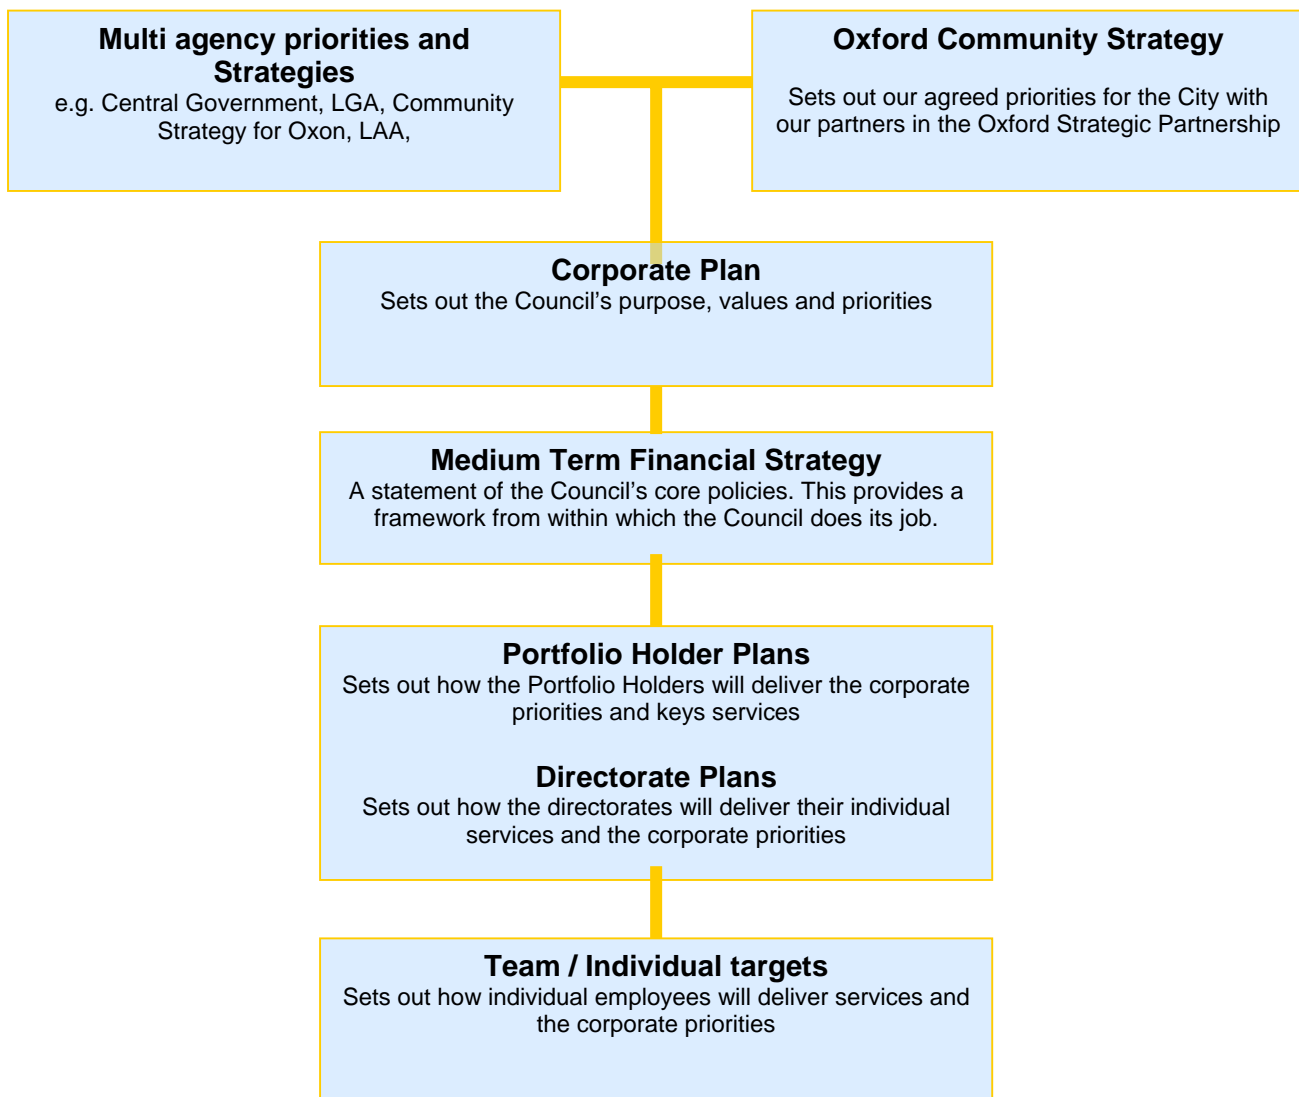 Multi agency priorities and
Strategies
e.g. Central Government, LGA, Community
Strategy for Oxon, LAA,
Oxford Community Strategy
Sets out our agreed priorities for the City with
our partners in the Oxford Strategic Partnership
Corporate Plan
Sets out the Council's purpose, values and priorities
Medium Term Financial Strategy
A statement of the Council's core policies. This provides a
framework from within which the Council does its job.
Portfolio Holder Plans
Sets out how the Portfolio Holders will deliver the corporate
priorities and keys services
Directorate Plans
Sets out how the directorates will deliver their individual
services and the corporate priorities
Team / Individual targets
Sets out how individual employees will deliver services and
the corporate priorities